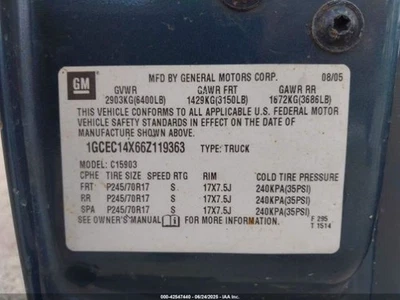 GM
MFD BY GENERAL MOTORS CORP. 08/05
GVWR GAWR FRT GAWR RR
2903KG(6400LB) 1429KG(3150LB) 1672KG(3686LB)
THIS VEHICLE CONFORMS TO ALL APPLICABLE U.S. FEDERAL MOTOR
VEHICLE SAFETY STANDARDS IN EFFECT ON THE DATE OF
MANUFACTURE SHOWN ABOVE.
1GCEC14X66Z119363 TYPE: TRUCK
MODEL: C15903
CPHE TIRE SIZE SPEED RTG RIM COLD TIRE PRESSURE
FRT P245/70R17 S 17X7.5J 240KPA(35PSI)
RR P245/70R17 S 17X7.5J 240KPA(35PSI)
SPA P245/70R17 S 17X7.5J 240KPA(35PSI)
SEE OWNER'S MANUAL FOR MORE INFORMATION.
F 295
T 1514
000-42547440 - 06/24/2025 - IAAI.COM